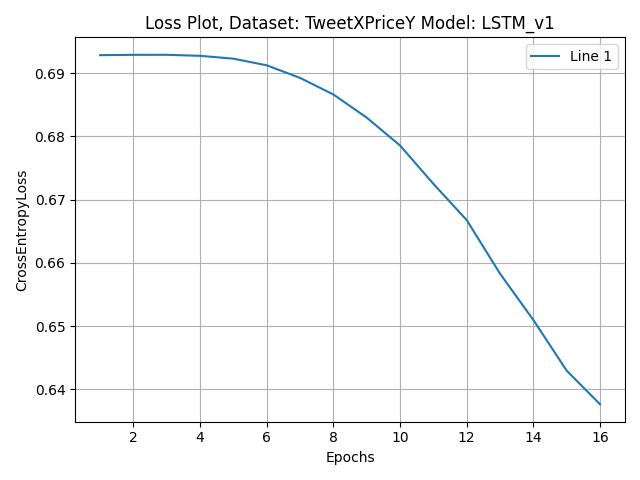 Loss Plot, Dataset: TweetXPriceY Model: LSTM_v1
Line 1
CrossEntropyLoss
0.69
0.68
0.67
0.66
0.65
0.64
2 4 6 8 10 12 14 16
Epochs